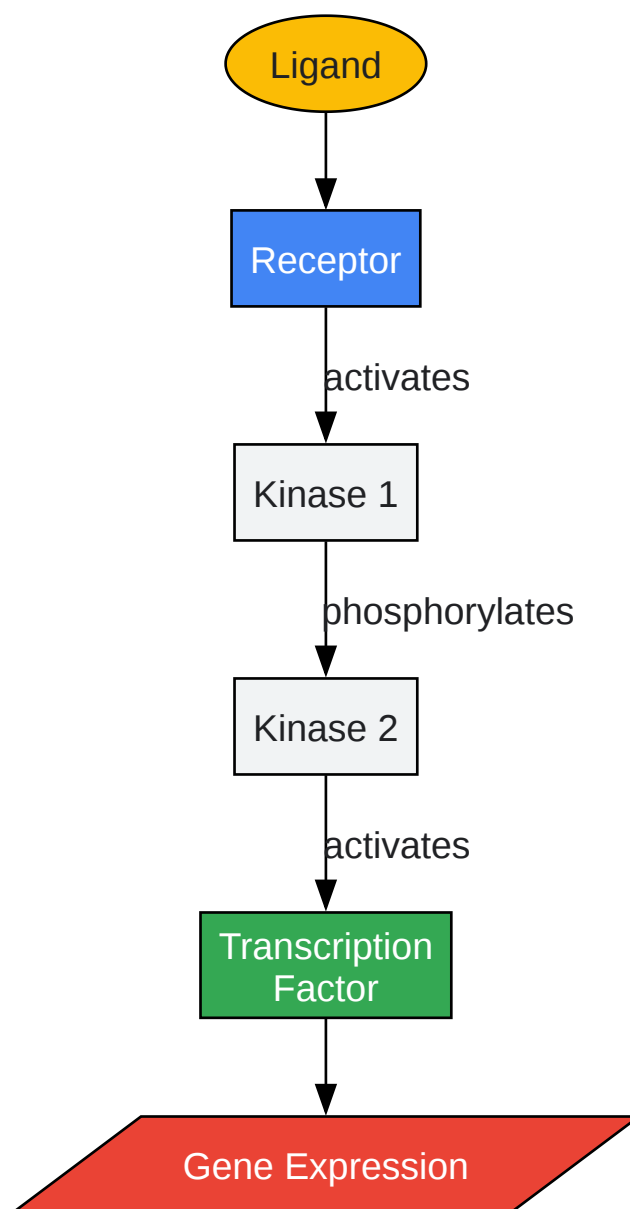 Ligand
Receptor
activates
Kinase 1
phosphorylates
Kinase 2
activates
Transcription
Factor
Gene Expression